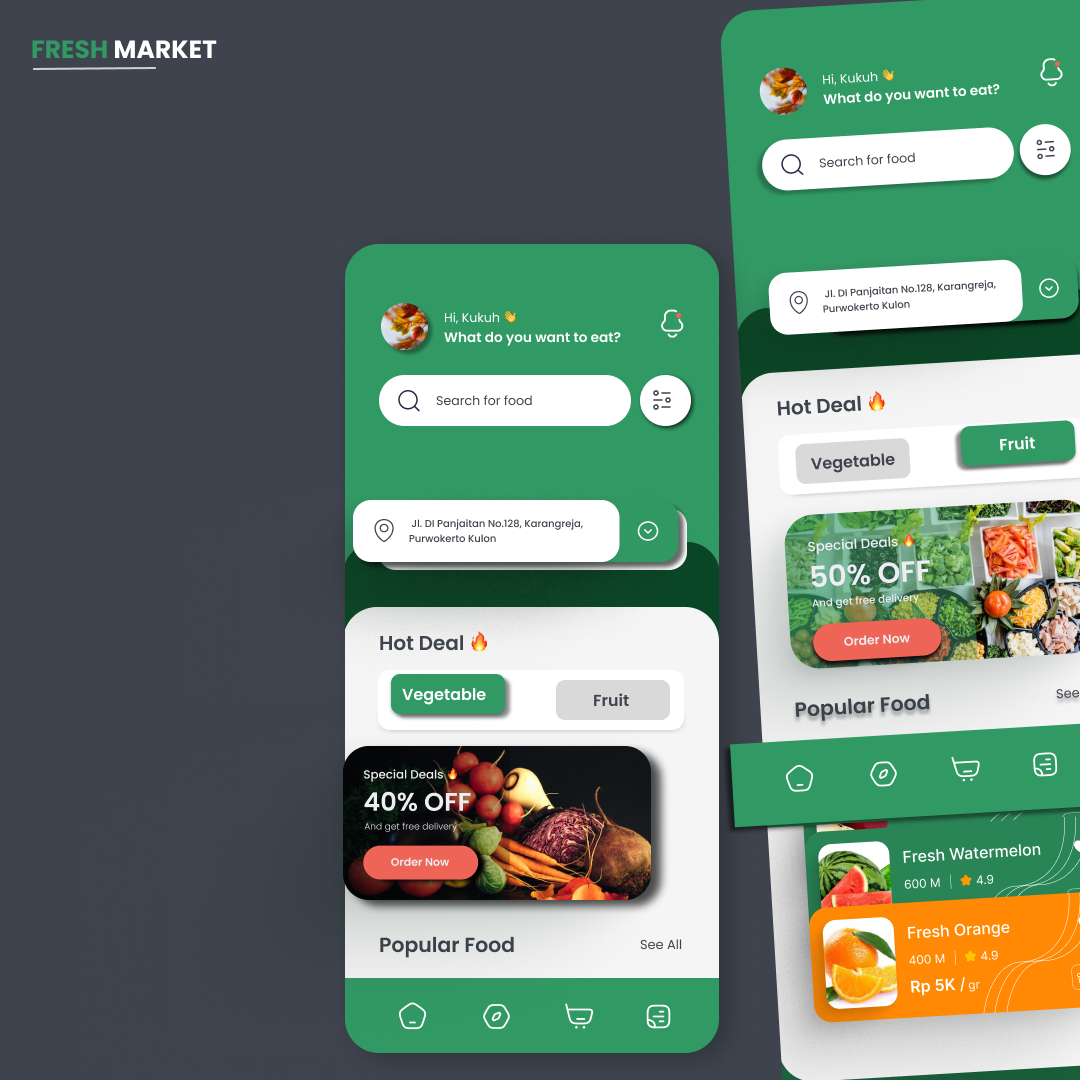 FRESH MARKET
Hi, Kukuh 👋
What do you want to eat?
Search for food
Jl. DI Panjaitan No.128, Karangreja,
Purwokerto Kulon
Hot Deal 🔥
Vegetable
Fruit
Special Deals 🔥
40% OFF
And get free delivery
Order Now
Popular Food
See All
Hi, Kukuh 👋
What do you want to eat?
Search for food
Jl. DI Panjaitan No.128, Karangreja,
Purwokerto Kulon
Hot Deal 🔥
Vegetable
Fruit
Special Deals 🔥
50% OFF
And get free delivery
Order Now
Popular Food
See
Fresh Watermelon
600 M | 4.9
Fresh Orange
400 M | 4.9
Rp 5K / gr